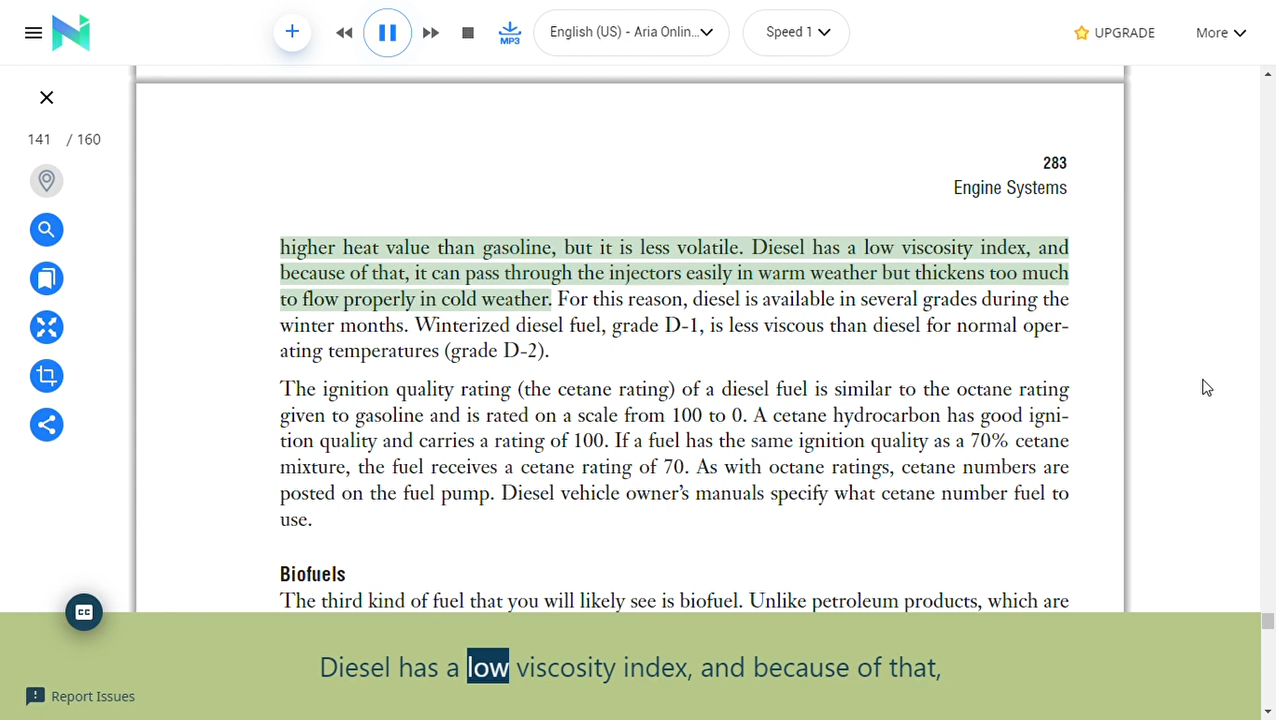 MP3
English (US) - Aria Onlin...
Speed 1
UPGRADE
More
141 / 160
283
Engine Systems
higher heat value than gasoline, but it is less volatile. Diesel has a low viscosity index, and
because of that, it can pass through the injectors easily in warm weather but thickens too much
to flow properly in cold weather. For this reason, diesel is available in several grades during the
winter months. Winterized diesel fuel, grade D-1, is less viscous than diesel for normal oper-
ating temperatures (grade D-2).
The ignition quality rating (the cetane rating) of a diesel fuel is similar to the octane rating
given to gasoline and is rated on a scale from 100 to 0. A cetane hydrocarbon has good igni-
tion quality and carries a rating of 100. If a fuel has the same ignition quality as a 70% cetane
mixture, the fuel receives a cetane rating of 70. As with octane ratings, cetane numbers are
posted on the fuel pump. Diesel vehicle owner's manuals specify what cetane number fuel to
use.
Biofuels
The third kind of fuel that you will likely see is biofuel. Unlike petroleum products, which are
CC
Diesel has a low viscosity index, and because of that,
Report Issues